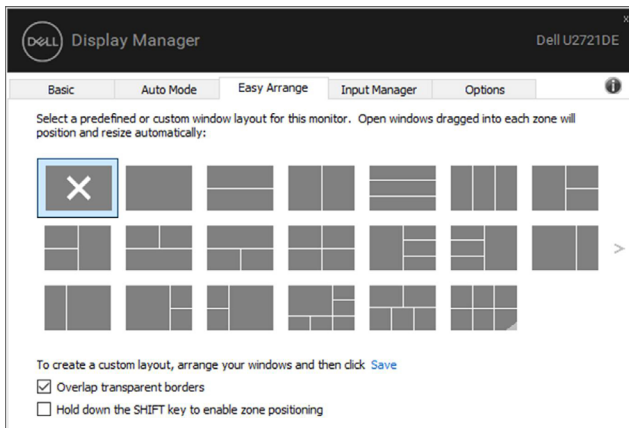 x
DELL Display Manager
Dell U2721DE
Basic Auto Mode Easy Arrange Input Manager Options
Select a predefined or custom window layout for this monitor. Open windows dragged into each zone will
position and resize automatically:
To create a custom layout, arrange your windows and then click Save
Overlap transparent borders
Hold down the SHIFT key to enable zone positioning